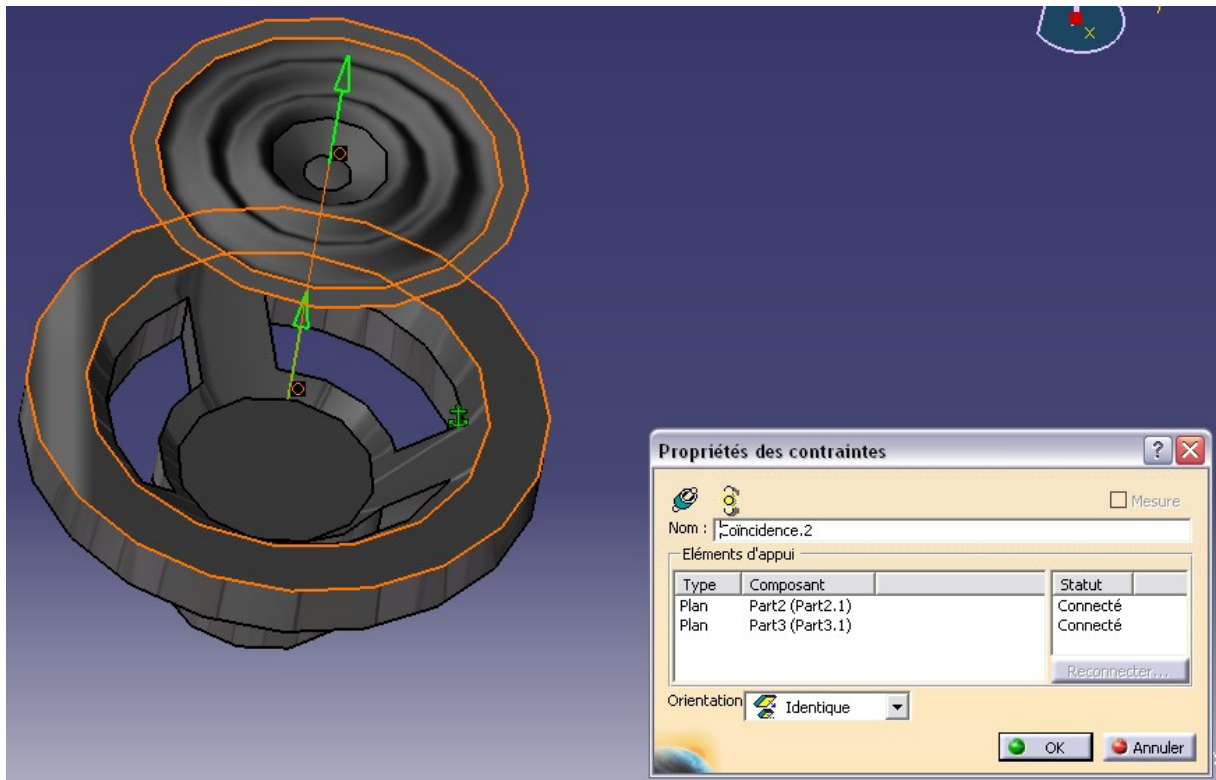 x
y
Propriétés des contraintes
Mesure
Nom : Coïncidence.2
Eléments d'appui
Type Composant Statut
Plan Part2 (Part2.1) Connecté
Plan Part3 (Part3.1) Connecté
Reconnecter...
Orientation Identique
OK Annuler